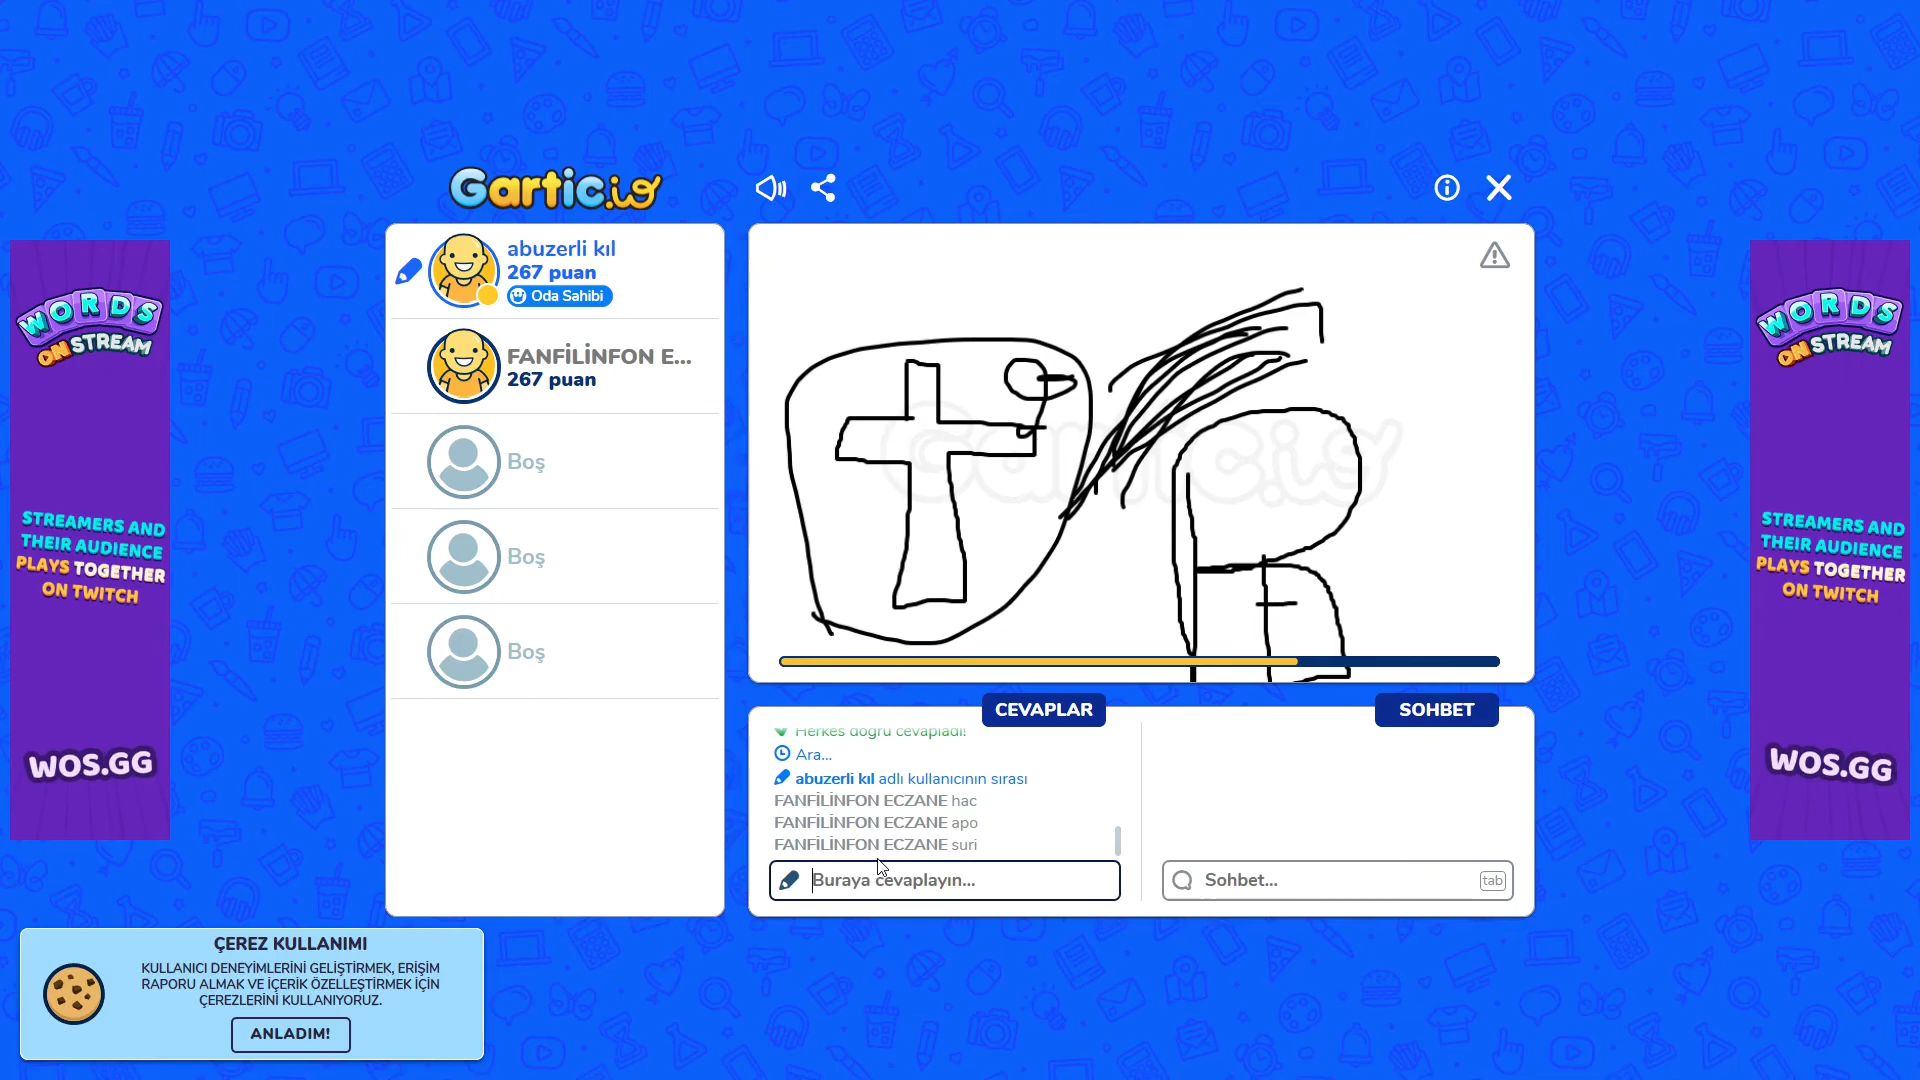 Gartic.io
abuzerli kıl
267 puan
Oda Sahibi
FANFİLİNFON E...
267 puan
Boş
Boş
Boş
Gartic.io
R
CEVAPLAR
SOHBET
Herkes doğru cevapladı!
Ara...
abuzerli kıl adlı kullanıcının sırası
FANFİLİNFON ECZANE hac
FANFİLİNFON ECZANE apo
FANFİLİNFON ECZANE suri
Buraya cevaplayın...
Sohbet...
tab
WORDS
ON STREAM
STREAMERS AND
THEIR AUDIENCE
PLAYS TOGETHER
ON TWITCH
WOS.GG
WORDS
ON STREAM
STREAMERS AND
THEIR AUDIENCE
PLAYS TOGETHER
ON TWITCH
WOS.GG
ÇEREZ KULLANIMI
KULLANICI DENEYİMLERİNİ GELİŞTİRMEK, ERİŞİM
RAPORU ALMAK VE İÇERİK ÖZELLEŞTİRMEK İÇİN
ÇEREZLERİNİ KULLANIYORUZ.
ANLADIM!